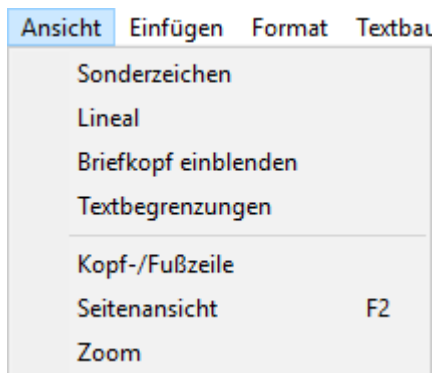 Ansicht Einfügen Format Textbau
Sonderzeichen
Lineal
Briefkopf einblenden
Textbegrenzungen
Kopf-/Fußzeile
Seitenansicht F2
Zoom